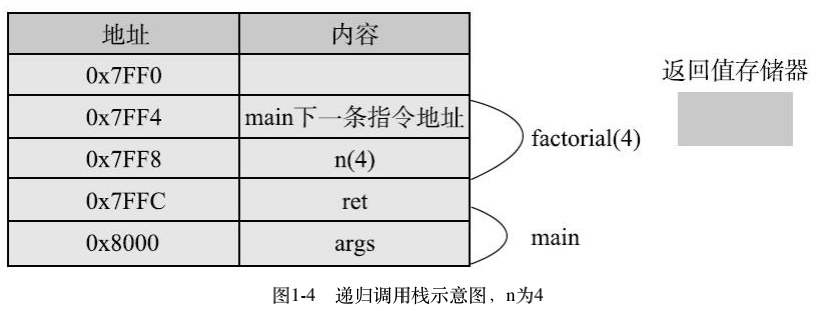 地址 内容
0x7FF0
0x7FF4 main下一条指令地址
0x7FF8 n(4)
0x7FFC ret
0x8000 args
factorial(4)
main
返回值存储器
图1-4 递归调用栈示意图，n为4